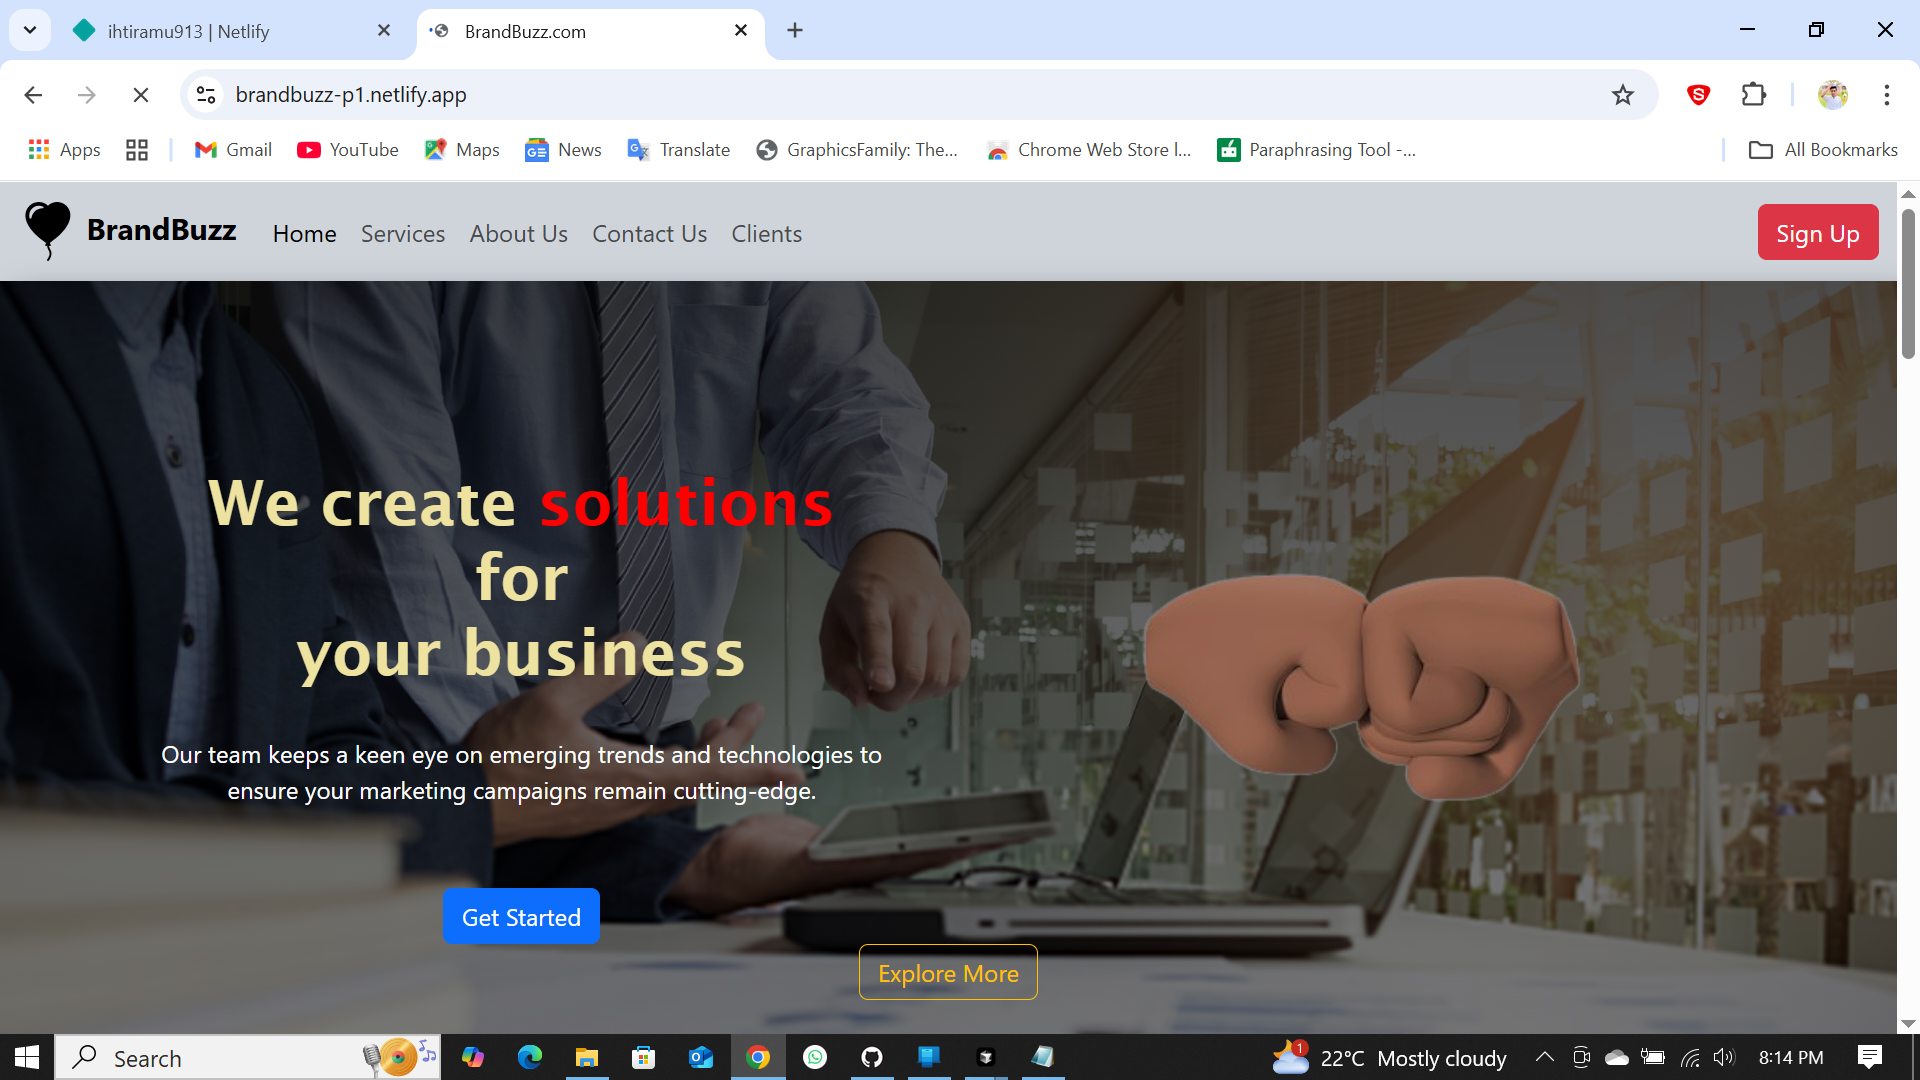 ihtiramu913 | Netlify
BrandBuzz.com
brandbuzz-p1.netlify.app
Apps
Gmail
YouTube
Maps
News
Translate
GraphicsFamily: The...
Chrome Web Store l...
Paraphrasing Tool -...
All Bookmarks
BrandBuzz
Home
Services
About Us
Contact Us
Clients
Sign Up
We create solutions
for
your business
Our team keeps a keen eye on emerging trends and technologies to
ensure your marketing campaigns remain cutting-edge.
Get Started
Explore More
Search
1
22°C Mostly cloudy
8:14 PM